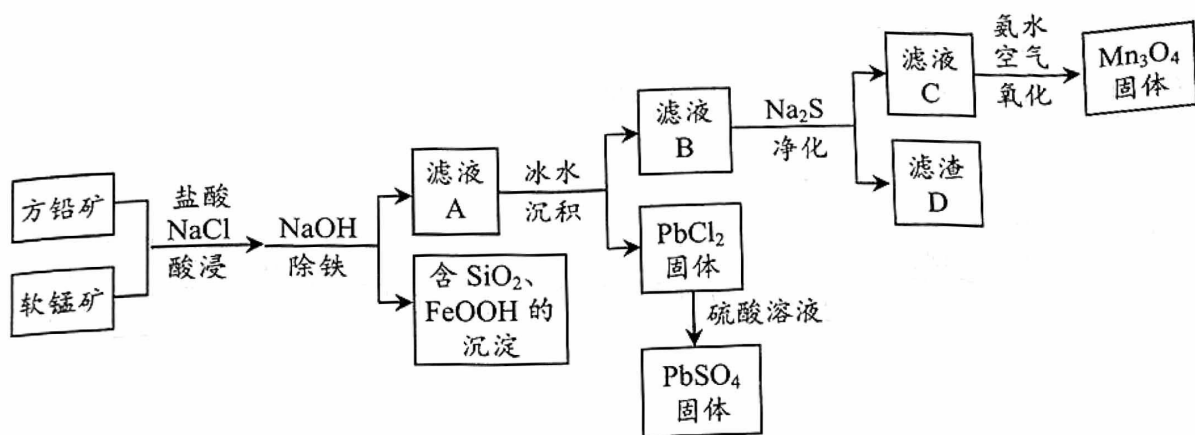 方铅矿
软锰矿
盐酸
NaCl
酸浸
NaOH
除铁
滤液
A
含 SiO₂、
FeOOH 的
沉淀
冰水
沉积
滤液
B
PbCl₂
固体
硫酸溶液
PbSO₄
固体
Na₂S
净化
滤液
C
滤渣
D
氨水
空气
氧化
Mn₃O₄
固体